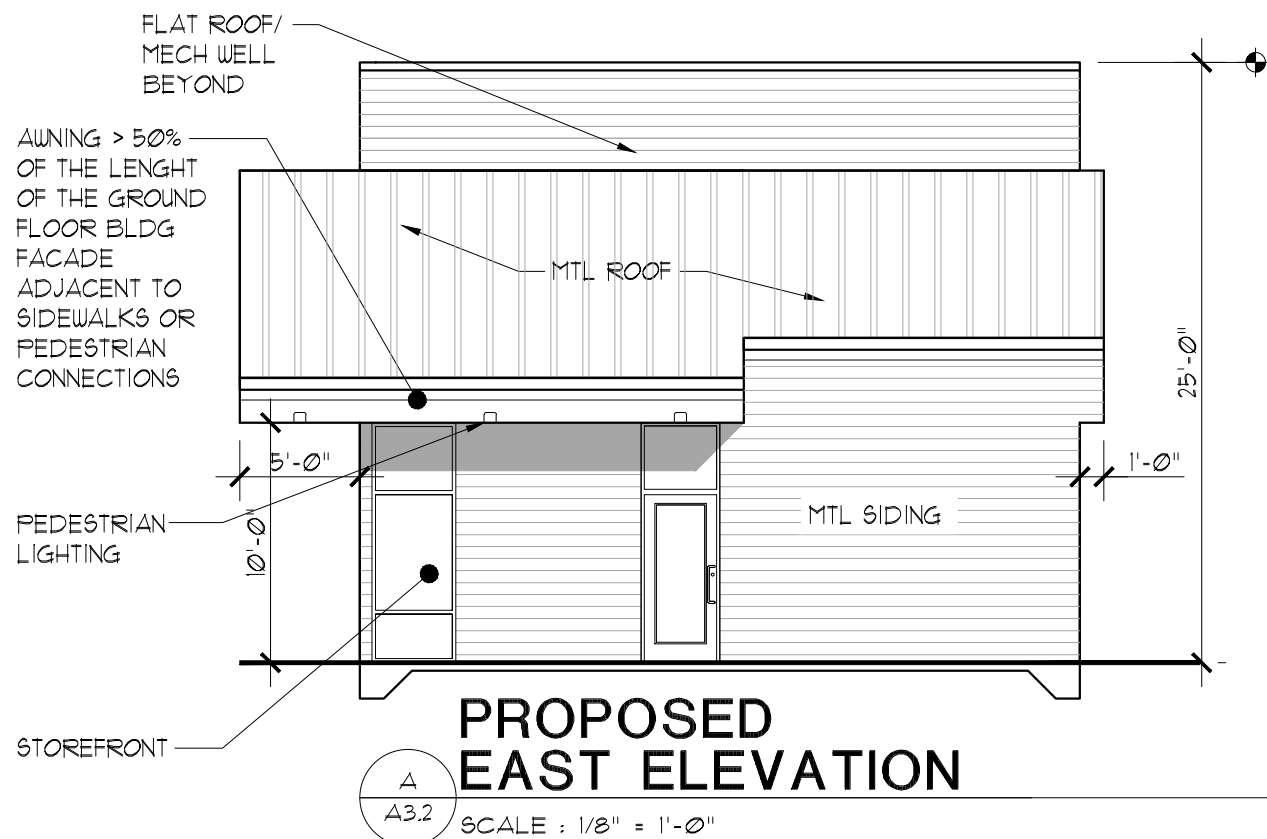 FLAT ROOF/
MECH WELL
BEYOND
AWNING > 50%
OF THE LENGHT
OF THE GROUND
FLOOR BLDG
FACADE
ADJACENT TO
SIDEWALKS OR
PEDESTRIAN
CONNECTIONS
MTL ROOF
25'-0"
5'-0"
1'-0"
10'-0"
MTL SIDING
PEDESTRIAN
LIGHTING
STOREFRONT
PROPOSED
EAST ELEVATION
A
A3.2
SCALE : 1/8" = 1'-0"